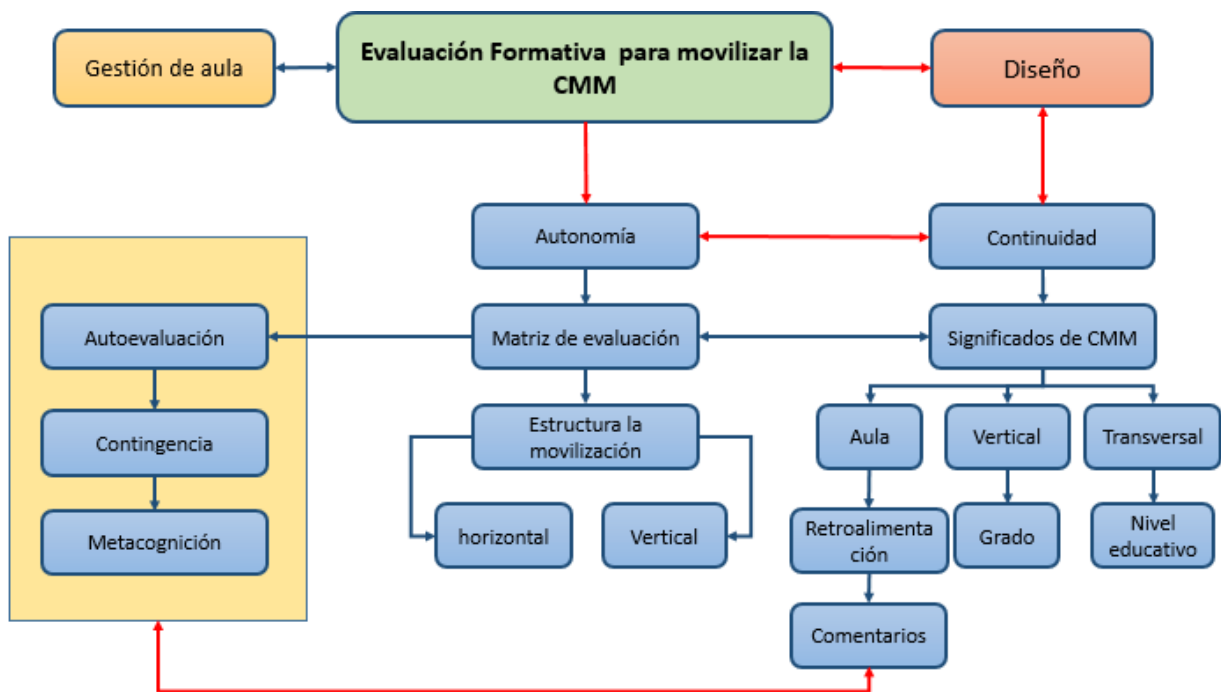 Gestión de aula
Evaluación Formativa para movilizar la
CMM
Diseño
Autonomía
Continuidad
Autoevaluación
Matriz de evaluación
Significados de CMM
Contingencia
Estructura la
movilización
Aula
Vertical
Transversal
Metacognición
horizontal
Vertical
Retroalimenta
ción
Grado
Nivel
educativo
Comentarios